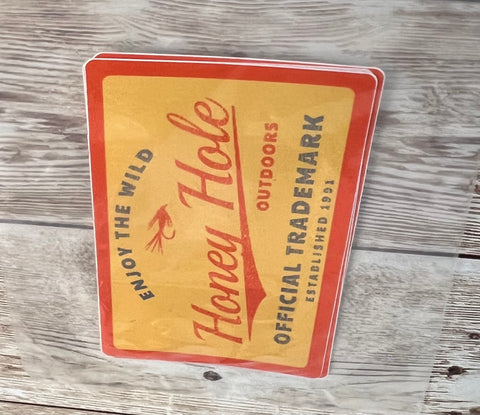 ENJOY THE WILD
Honey Hole
OUTDOORS
OFFICIAL TRADEMARK
ESTABLISHED 1991